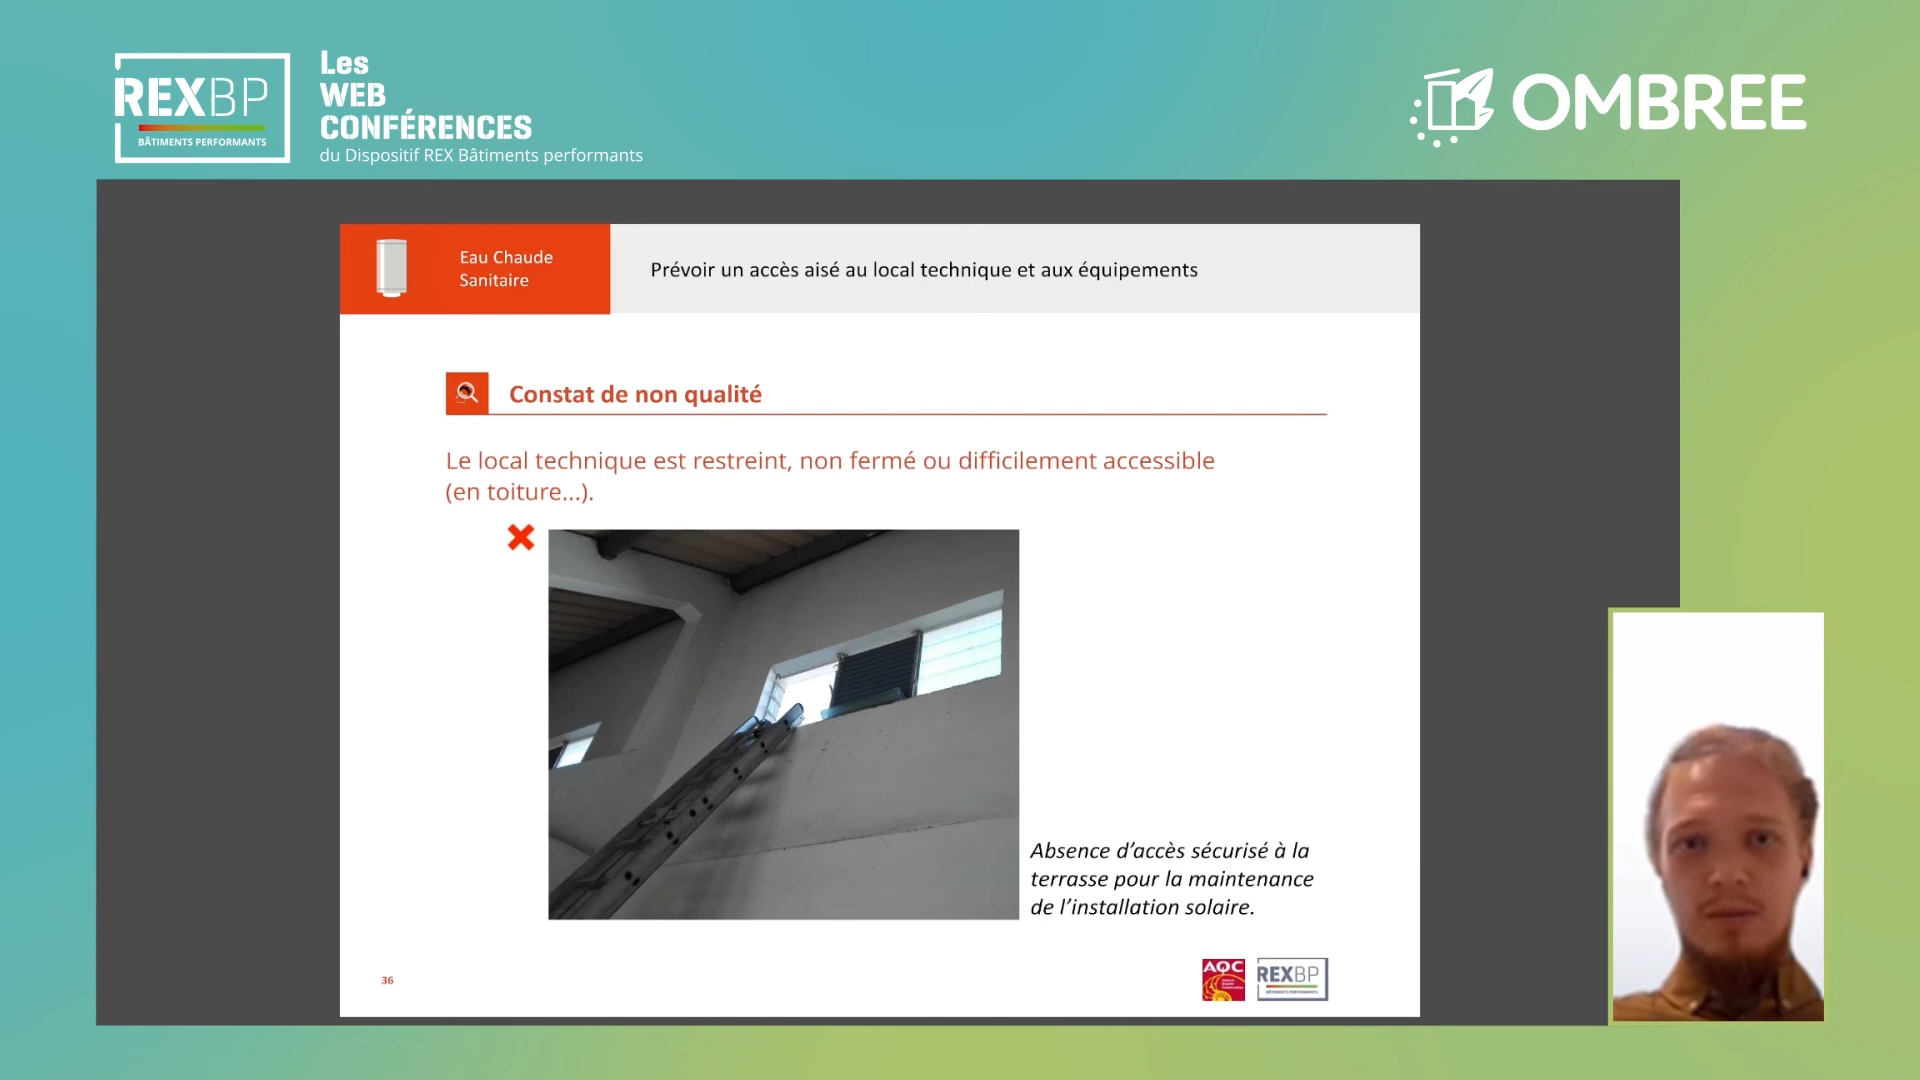 REXBP
BÂTIMENTS PERFORMANTS
Les
WEB
CONFÉRENCES
du Dispositif REX Bâtiments performants
OMBREE
Eau Chaude
Sanitaire
Prévoir un accès aisé au local technique et aux équipements
Constat de non qualité
Le local technique est restreint, non fermé ou difficilement accessible
(en toiture...).
Absence d’accès sécurisé à la
terrasse pour la maintenance
de l’installation solaire.
36
AQC
REXBP
BÂTIMENTS PERFORMANTS